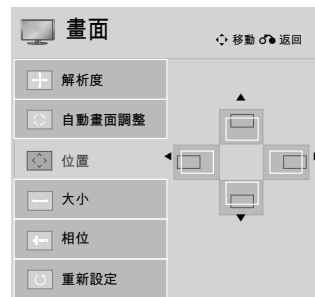 畫面
移動 返回
解析度
自動畫面調整
位置
大小
相位
重新設定